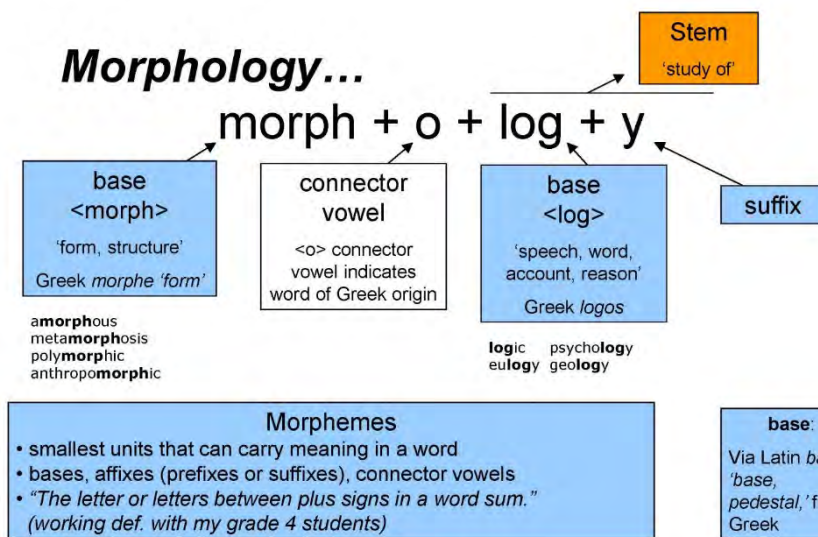 Stem
‘study of’
Morphology…
morph + o + log + y
base
<morph>
‘form, structure’
Greek morphe ‘form’
connector
vowel
<o> connector
vowel indicates
word of Greek origin
base
<log>
‘speech, word,
account, reason’
Greek logos
suffix
amorphous
metamorphosis
polymorphic
anthropomorphic
logic psychology
eulogy geology
Morphemes
• smallest units that can carry meaning in a word
• bases, affixes (prefixes or suffixes), connector vowels
• “The letter or letters between plus signs in a word sum.”
(working def. with my grade 4 students)
base:
Via Latin
‘base,
pedestal,’
Greek